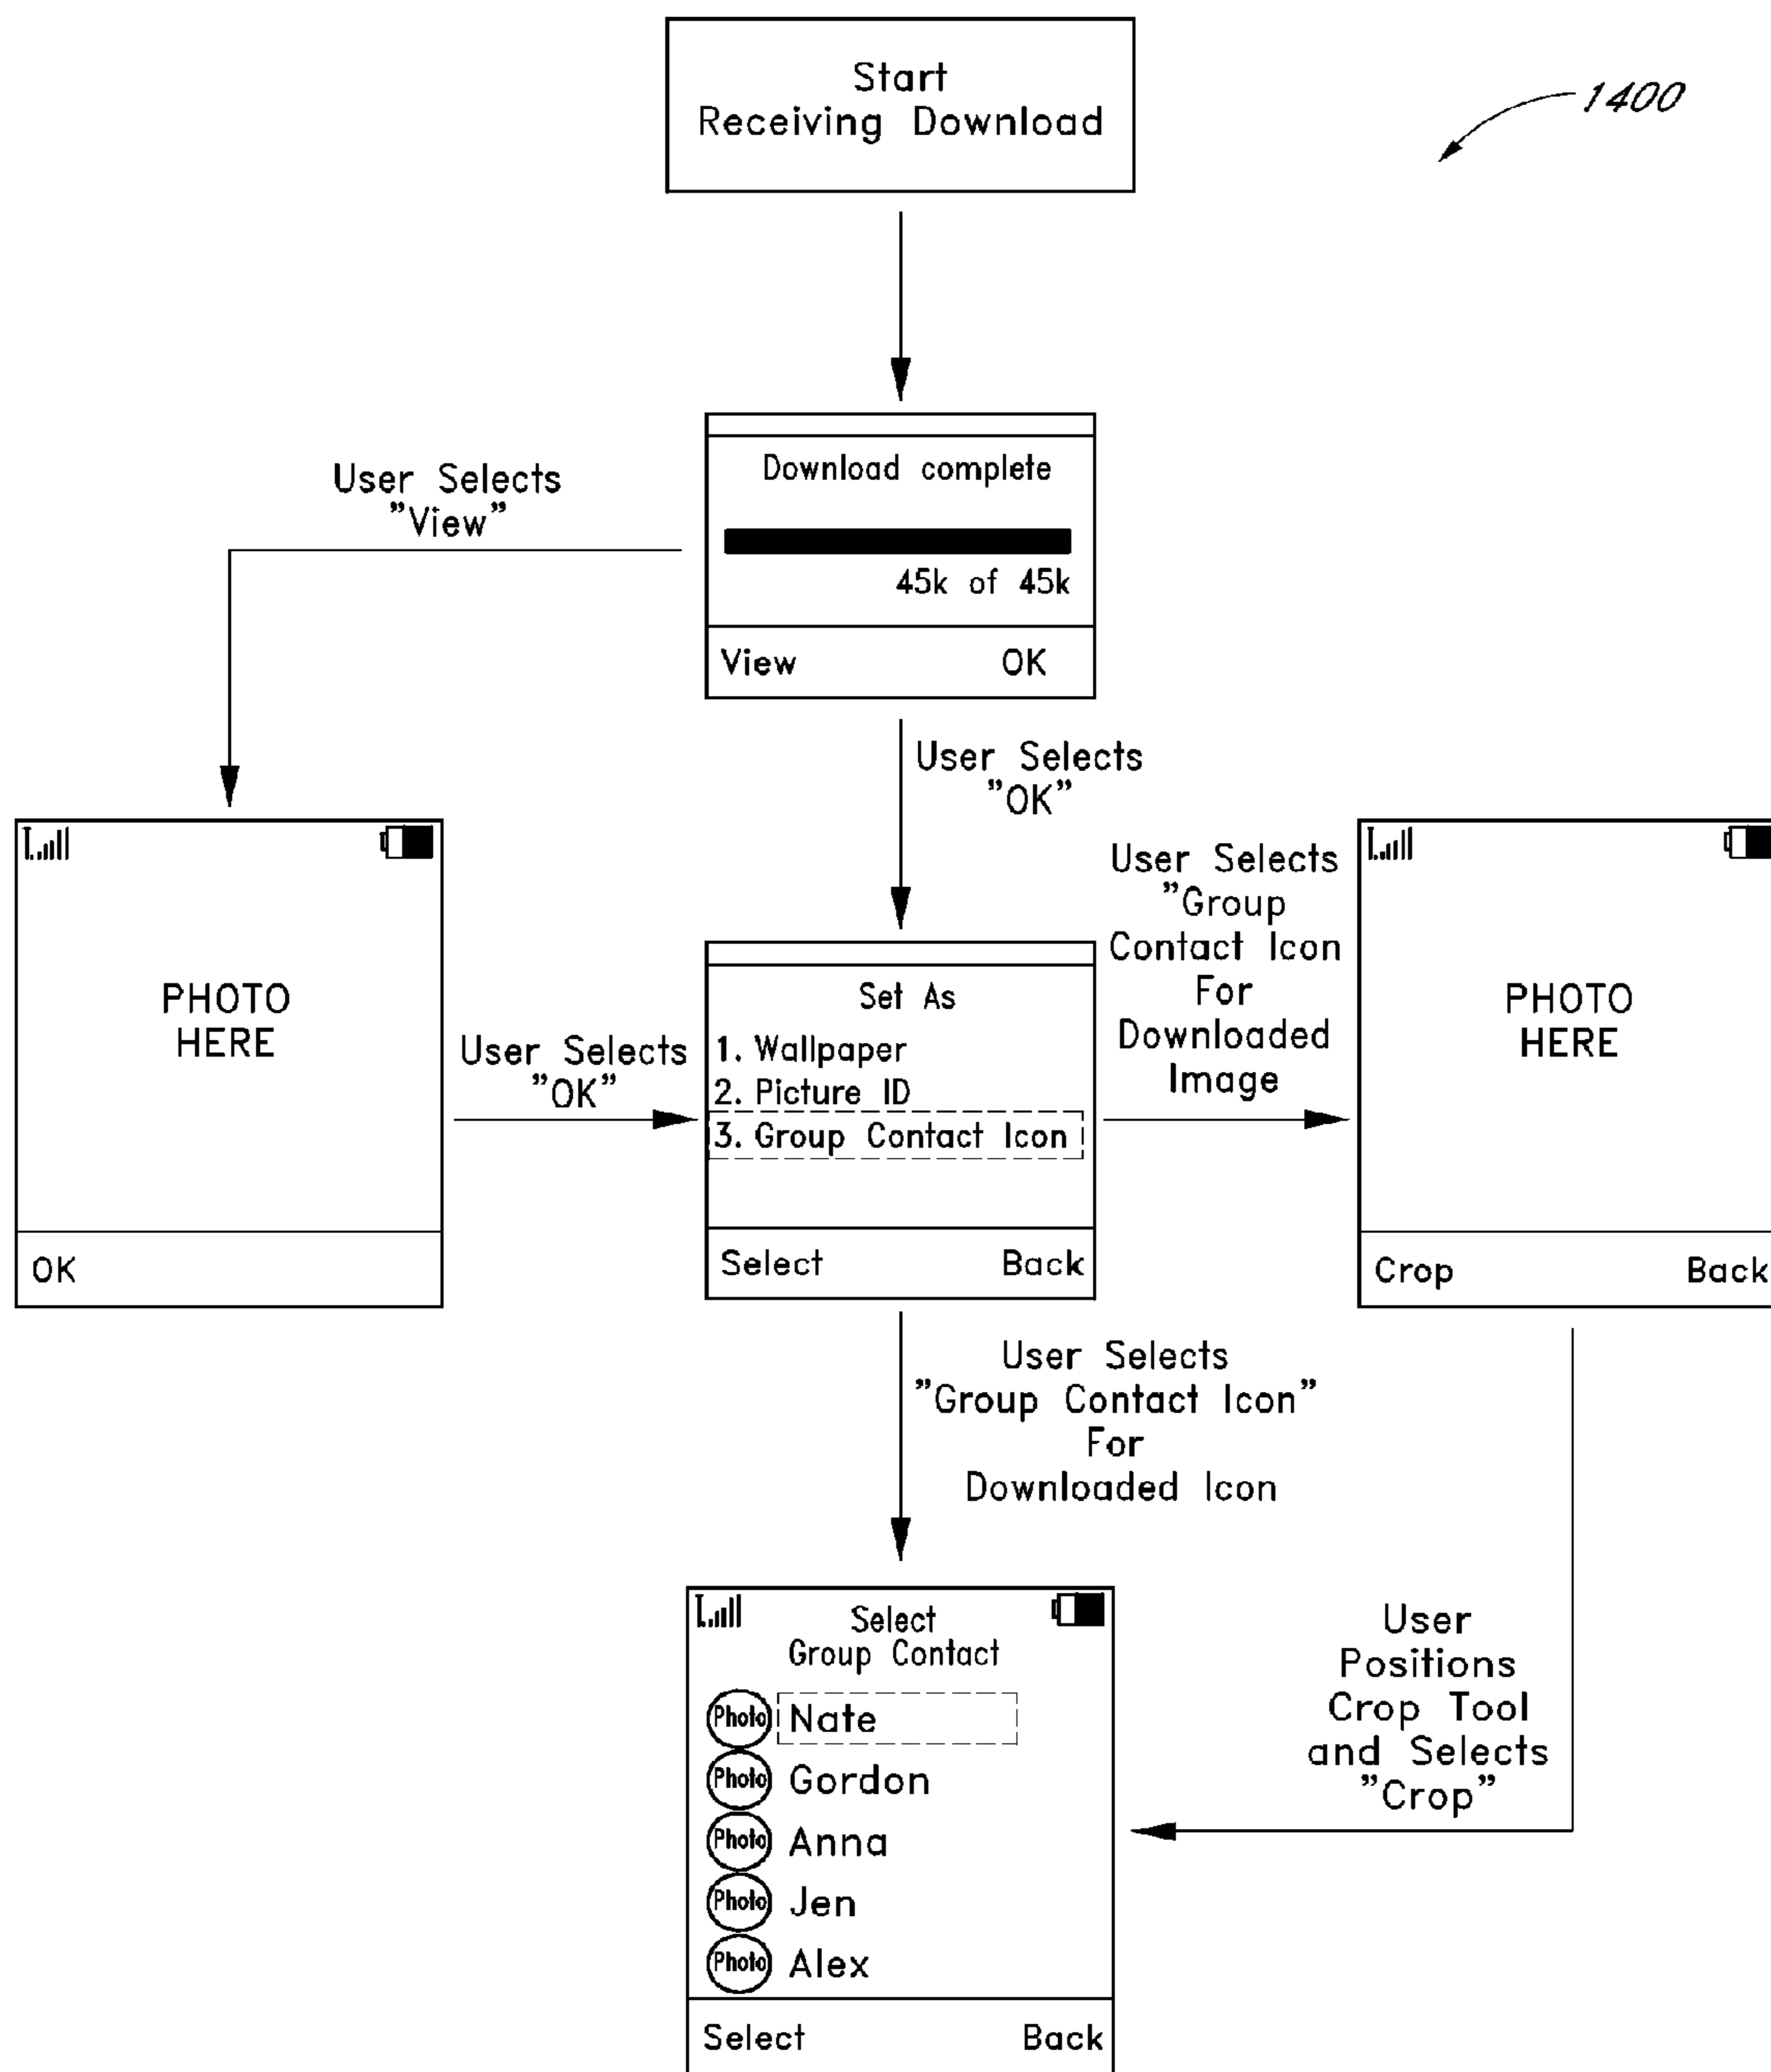 Start
Receiving Download
1400
Download complete
45k of 45k
View OK
User Selects
"View"
User Selects
"OK"
PHOTO
HERE
OK
User Selects
"OK"
Set As
1. Wallpaper
2. Picture ID
3. Group Contact Icon
Select Back
User Selects
"Group
Contact Icon
For
Downloaded
Image
PHOTO
HERE
Crop Back
User Selects
"Group Contact Icon"
For
Downloaded Icon
User
Positions
Crop Tool
and Selects
"Crop"
Select
Group Contact
Photo Nate
Photo Gordon
Photo Anna
Photo Jen
Photo Alex
Select Back